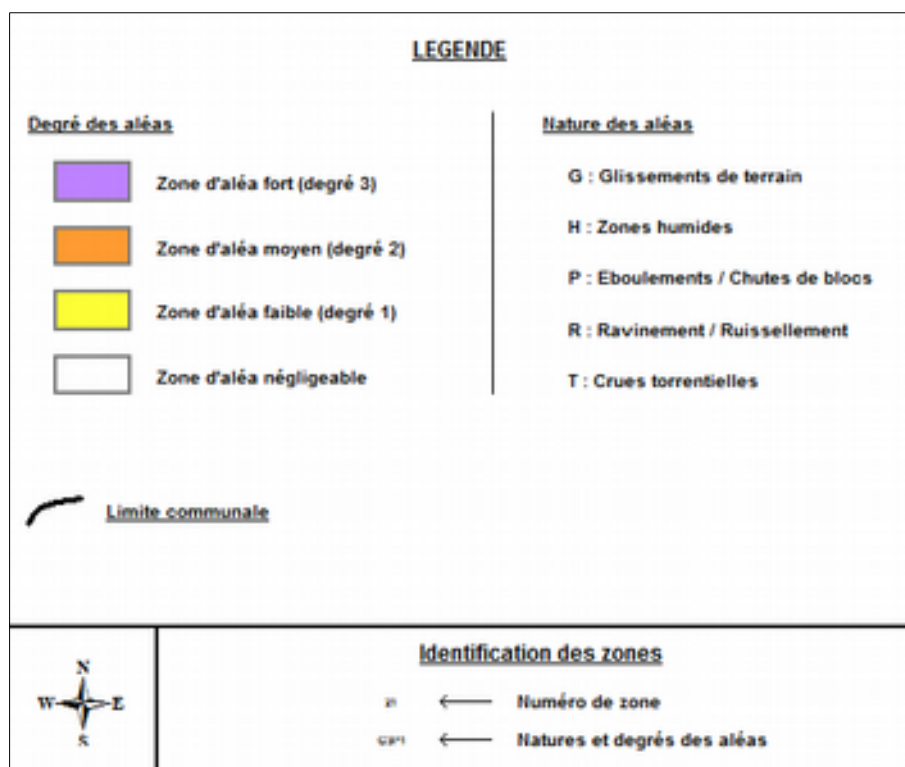 LEGENDE
Degré des aléas
Zone d'aléa fort (degré 3)
Zone d'aléa moyen (degré 2)
Zone d'aléa faible (degré 1)
Zone d'aléa négligeable
Nature des aléas
G : Glissements de terrain
H : Zones humides
P : Eboulements / Chutes de blocs
R : Ravinement / Ruissellement
T : Crues torrentielles
Limite communale
N
W E
S
Identification des zones
Numéro de zone
Natures et degrés des aléas